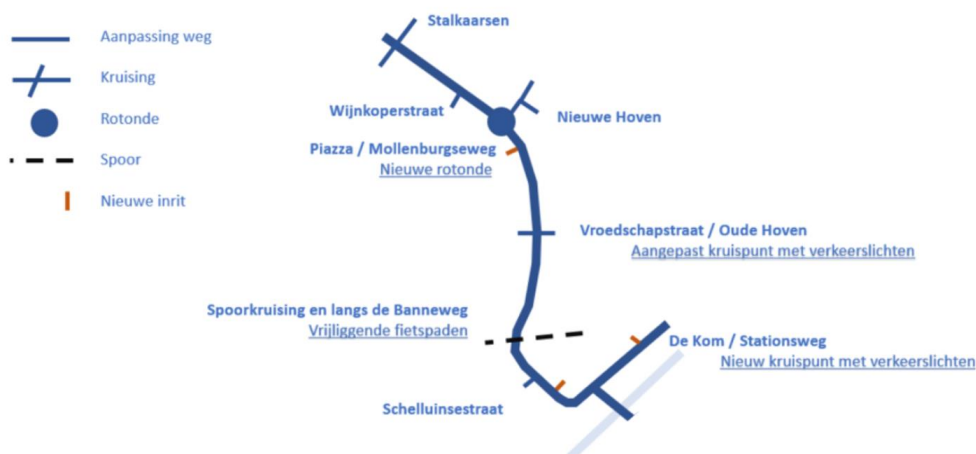 Aanpassing weg
Kruising
Rotonde
Spoor
Nieuwe inrit
Stalkaarsen
Wijnkoperstraat
Nieuwe Hoven
Piazza / Mollenburgseweg
Nieuwe rotonde
Vroedschapstraat / Oude Hoven
Aangepast kruispunt met verkeerslichten
Spoorkruising en langs de Banneweg
Vrijliggende fietspaden
De Kom / Stationsweg
Nieuw kruispunt met verkeerslichten
Schelluinsestraat